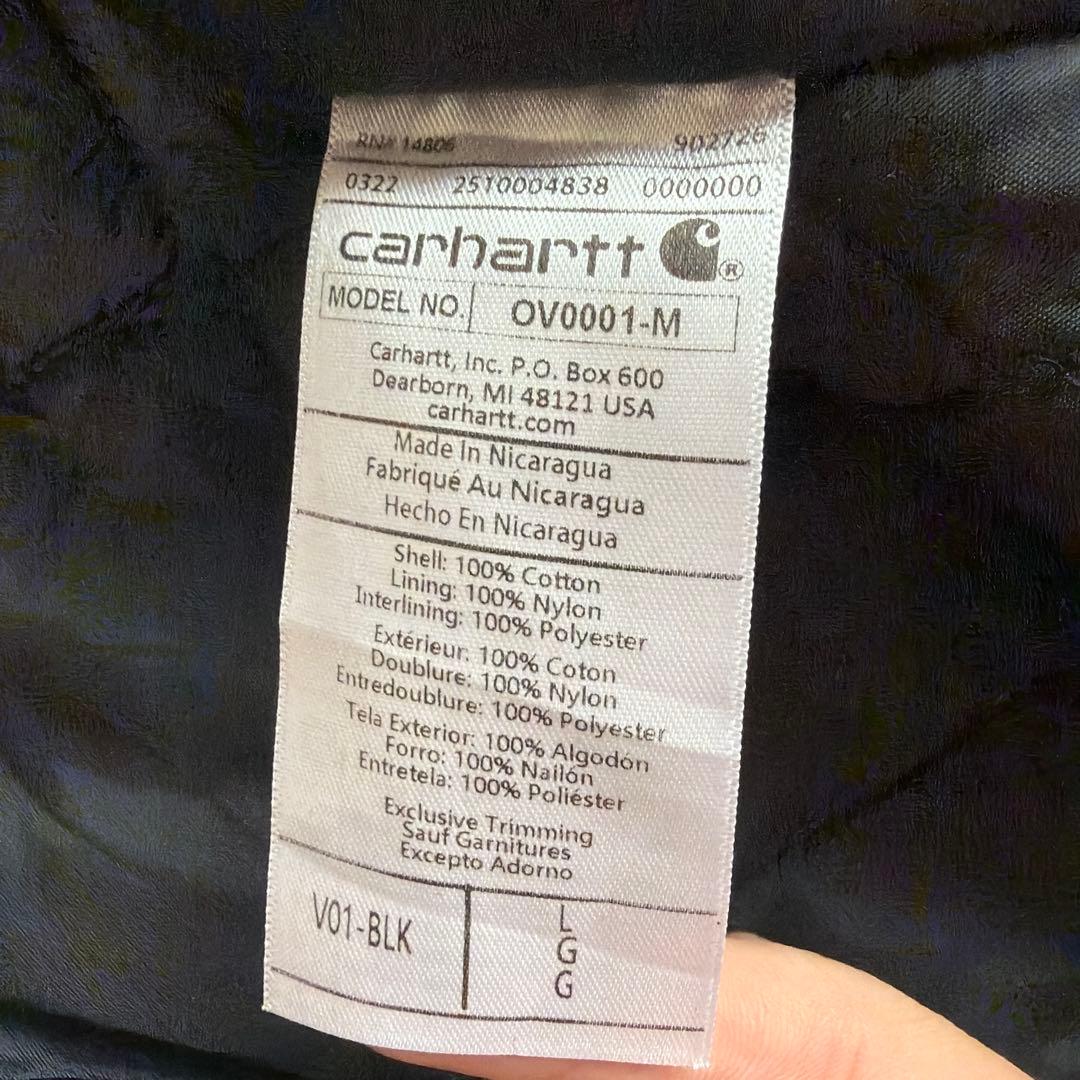 RN# 14806 902726
0322 2510004838 0000000
carhartt ®
MODEL NO. OV0001-M
Carhartt, Inc. P.O. Box 600
Dearborn, MI 48121 USA
carhartt.com
Made In Nicaragua
Fabriqué Au Nicaragua
Hecho En Nicaragua
Shell: 100% Cotton
Lining: 100% Nylon
Interlining: 100% Polyester
Extérieur: 100% Coton
Doublure: 100% Nylon
Entredoublure: 100% Polyester
Tela Exterior: 100% Algodón
Forro: 100% Nailón
Entretela: 100% Poliéster
Exclusive Trimming
Sauf Garnitures
Excepto Adorno
V01-BLK L
G
G